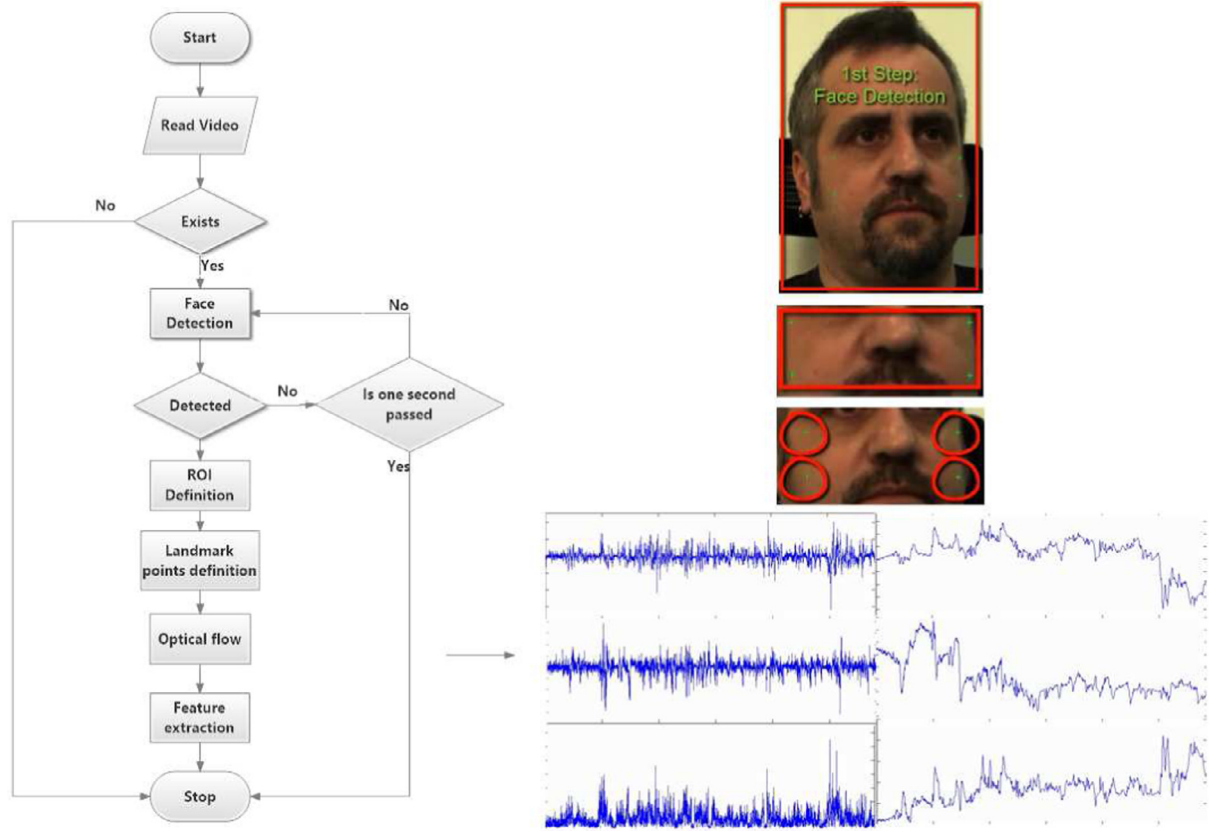 Start
Read Video
No
Exists
Yes
Face
Detection
No
Detected
No
Is one second
passed
Yes
ROI
Definition
Landmark
points definition
Optical flow
Feature
extraction
Stop
1st Step:
Face Detection